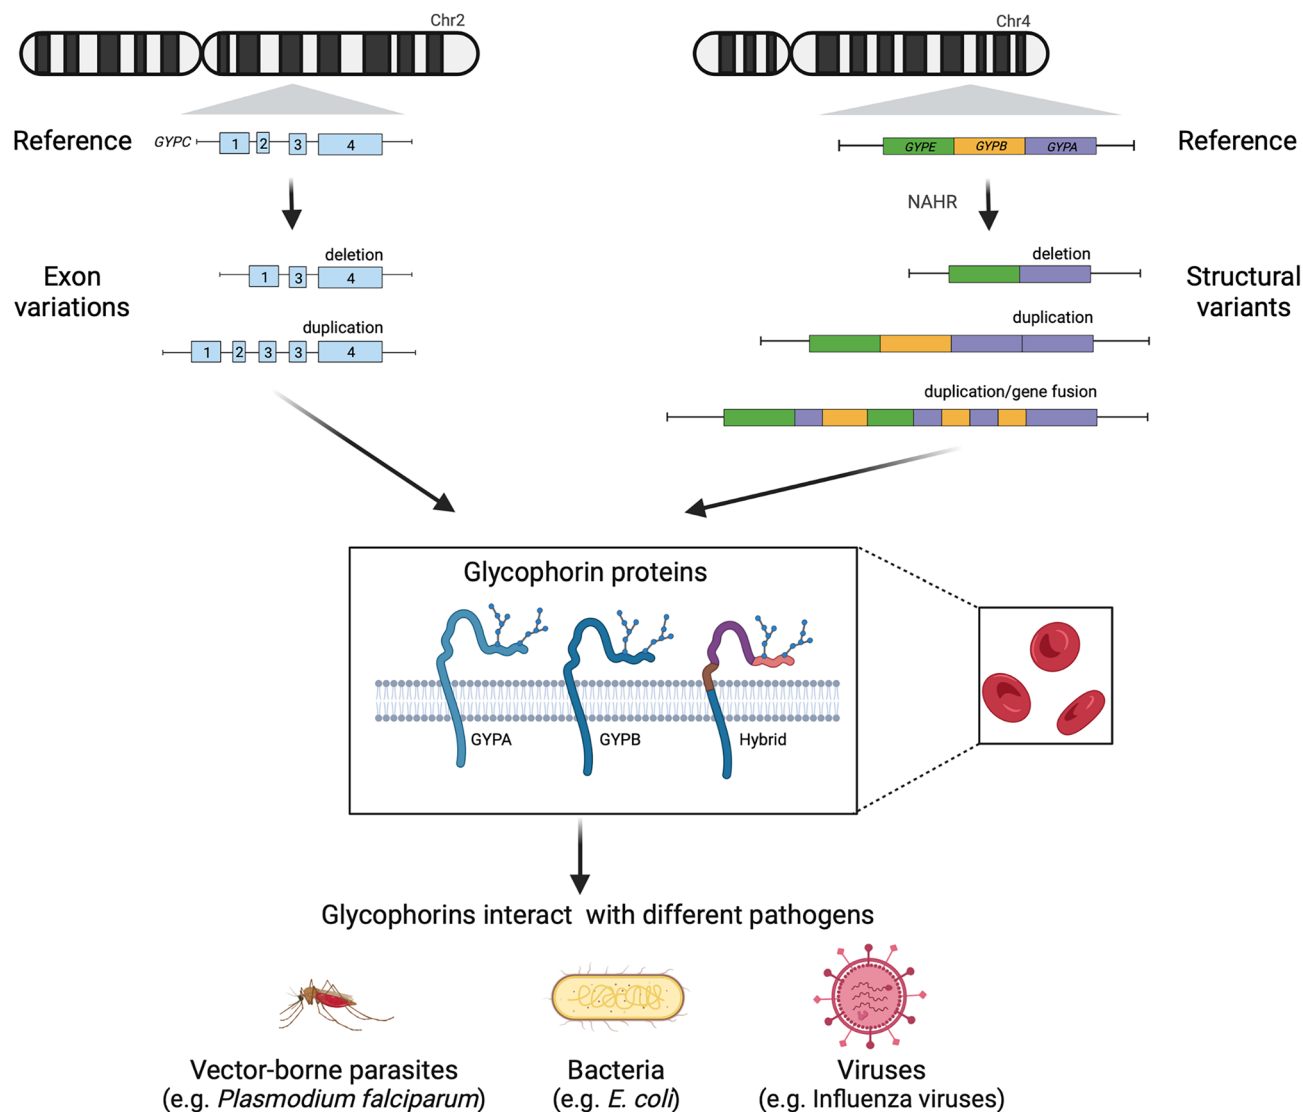 Chr2
Chr4
Reference
GYPC
1 2 3 4
GYPE GYPB GYPA
Reference
NAHR
Exon
variations
deletion
1 3 4
duplication
1 2 3 3 4
deletion
duplication
duplication/gene fusion
Structural
variants
Glycophorin proteins
GYPA
GYPB
Hybrid
Glycophorins interact with different pathogens
Vector-borne parasites
(e.g. Plasmodium falciparum)
Bacteria
(e.g. E. coli)
Viruses
(e.g. Influenza viruses)